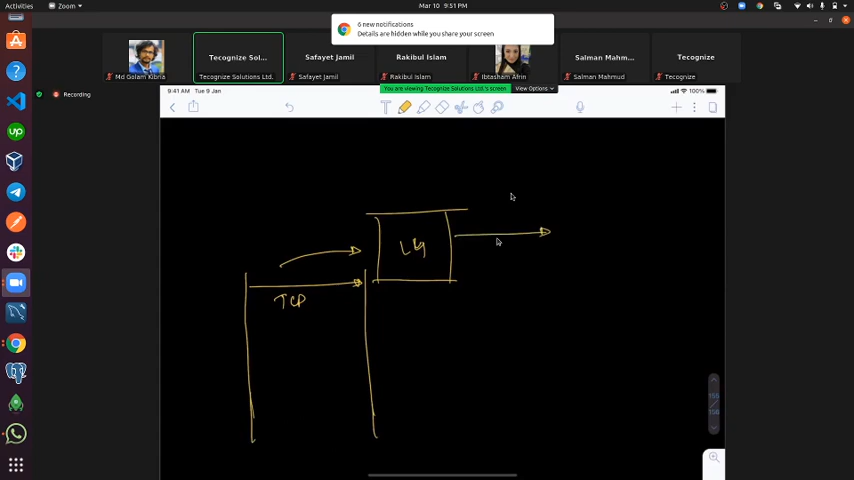 Activities Zoom Mar 10 9:51 PM
6 new notifications
Details are hidden while you share your screen
Tecognize Sol... Safayet Jamil Rakibul Islam Salman Mahm... Tecognize
Md Golam Kibria Tecognize Solutions Ltd. Safayet Jamil Rakibul Islam Ibtasham Afrin Salman Mahmud Tecognize
Recording
You are viewing Tecognize Solutions Ltd.'s screen View Options
9:41 AM Tue 9 Jan 100%
TCP
156
/
158